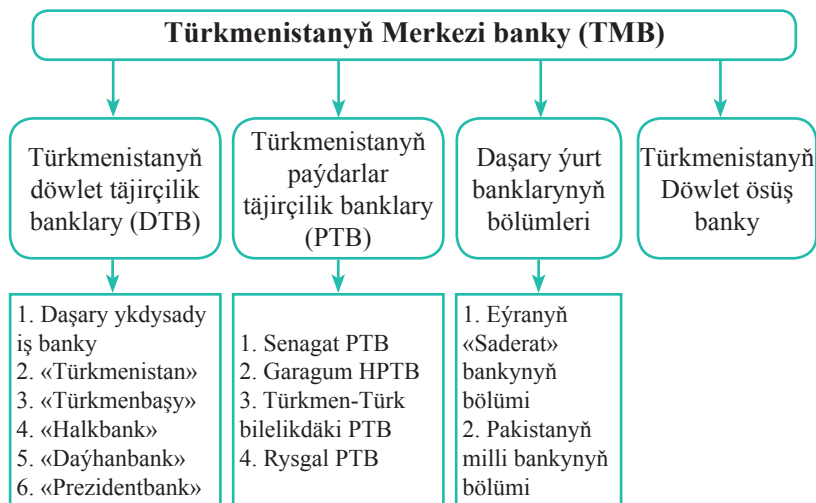 Türkmenistanyň Merkezi banky (TMB)
Türkmenistanyň
döwlet täjirçilik
banklary (DTB)
Türkmenistanyň
paýdarlar
täjirçilik banklary
(PTB)
Daşary ýurt
banklarynyň
bölümleri
Türkmenistanyň
Döwlet ösüş
banky
1. Daşary ykdysady
iş banky
2. «Türkmenistan»
3. «Türkmenbaşy»
4. «Halkbank»
5. «Daýhanbank»
6. «Prezidentbank»
1. Senagat PTB
2. Garagum HPTB
3. Türkmen-Türk
bilelikdäki PTB
4. Rysgal PTB
1. Eýranyň
«Saderat»
bankynyň
bölümi
2. Pakistanyň
milli bankynyň
bölümi